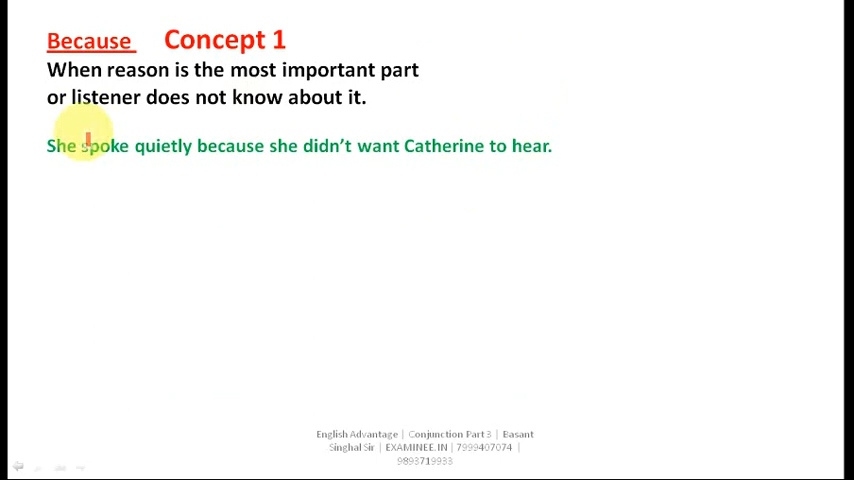 Because Concept 1
When reason is the most important part
or listener does not know about it.
She spoke quietly because she didn’t want Catherine to hear.
English Advantage | Conjunction Part 3 | Basant
Singhal Sir | EXAMINEE.IN | 7999407074 |
9893719933